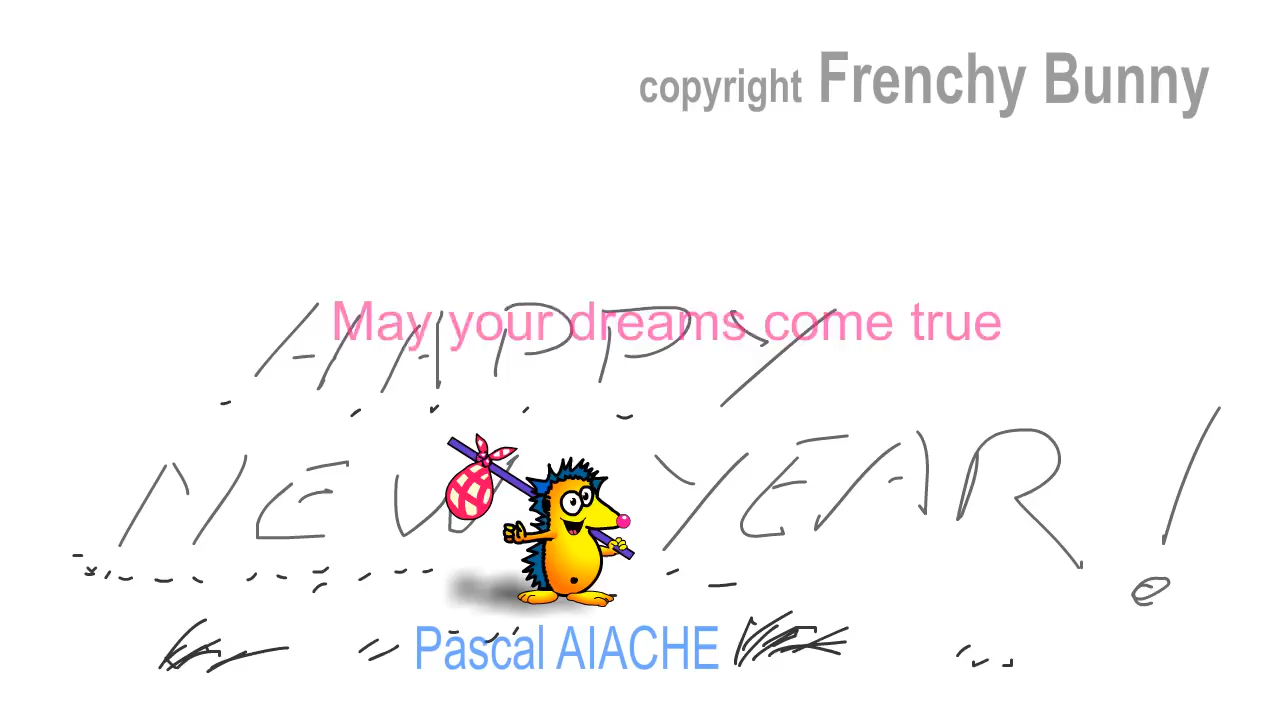 copyright Frenchy Bunny
May your dreams come true
HAPPY
NEW YEAR !
Pascal AIACHE